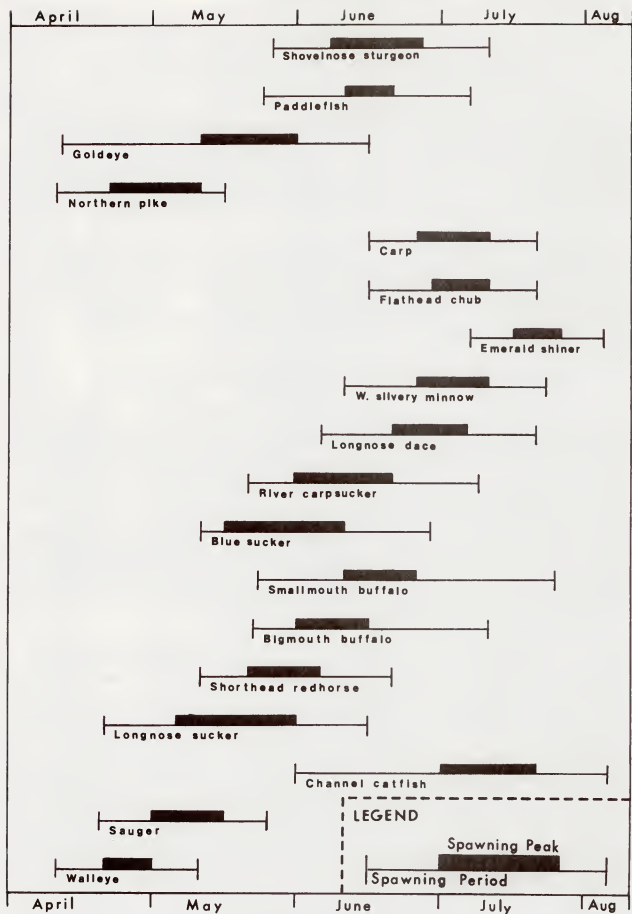 April May June July Aug
Shovelnose sturgeon
Paddlefish
Goldeye
Northern pike
Carp
Flathead chub
Emerald shiner
W. silvery minnow
Longnose dace
River carpsucker
Blue sucker
Smallmouth buffalo
Bigmouth buffalo
Shorthead redhorse
Longnose sucker
Channel catfish
Sauger
Walleye
LEGEND
Spawning Peak
Spawning Period
April May June July Aug